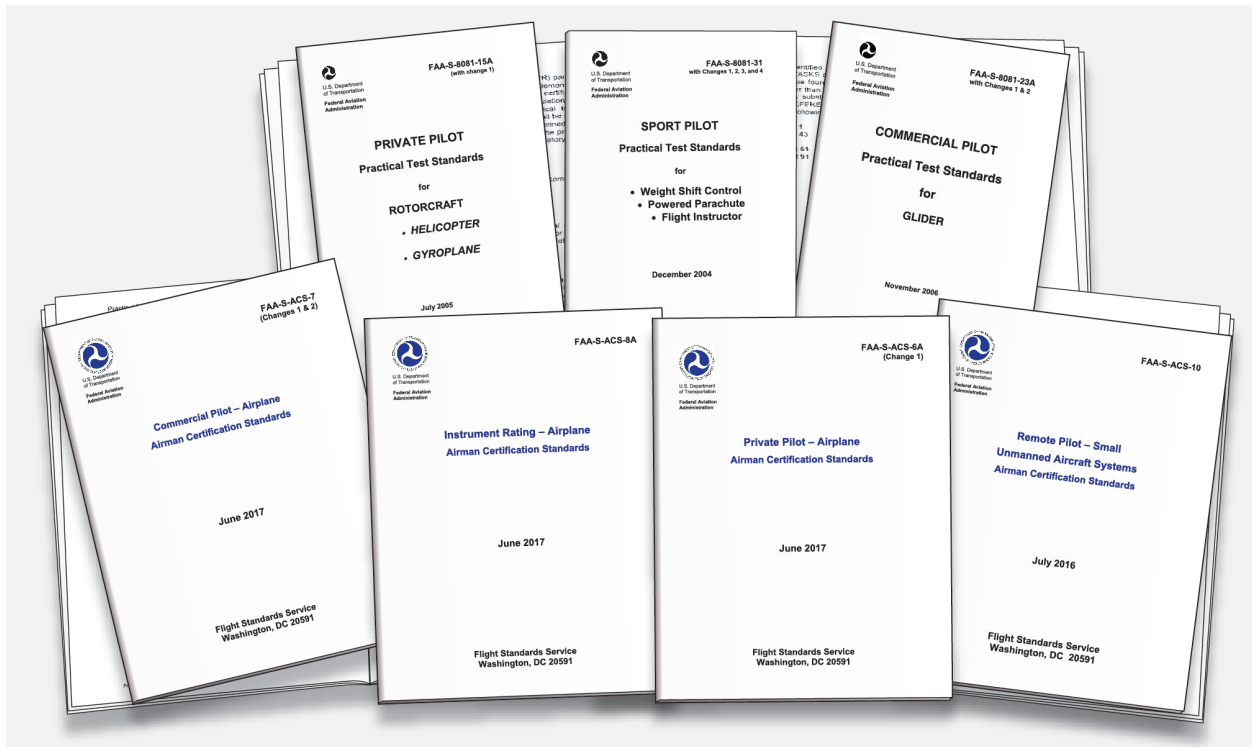 FAA-S-8081-15A
(with change 1)
U.S. Department
of Transportation
Federal Aviation
Administration
PRIVATE PILOT
Practical Test Standards
for
ROTORCRAFT
• HELICOPTER
• GYROPLANE
July 2005
FAA-S-8081-31
with Changes 1, 2, 3, and 4
U.S. Department
of Transportation
Federal Aviation
Administration
SPORT PILOT
Practical Test Standards
for
• Weight Shift Control
• Powered Parachute
• Flight Instructor
December 2004
FAA-S-8081-23A
with Changes 1 & 2
U.S. Department
of Transportation
Federal Aviation
Administration
COMMERCIAL PILOT
Practical Test Standards
for
GLIDER
November 2006
FAA-S-ACS-7
(Changes 1 & 2)
U.S. Department
of Transportation
Federal Aviation
Administration
Commercial Pilot – Airplane
Airman Certification Standards
June 2017
Flight Standards Service
Washington, DC 20591
FAA-S-ACS-8A
U.S. Department
of Transportation
Federal Aviation
Administration
Instrument Rating – Airplane
Airman Certification Standards
June 2017
Flight Standards Service
Washington, DC 20591
FAA-S-ACS-6A
(Change 1)
U.S. Department
of Transportation
Federal Aviation
Administration
Private Pilot – Airplane
Airman Certification Standards
June 2017
Flight Standards Service
Washington, DC 20591
FAA-S-ACS-10
U.S. Department
of Transportation
Federal Aviation
Administration
Remote Pilot – Small
Unmanned Aircraft Systems
Airman Certification Standards
July 2016
Flight Standards Service
Washington, DC 20591